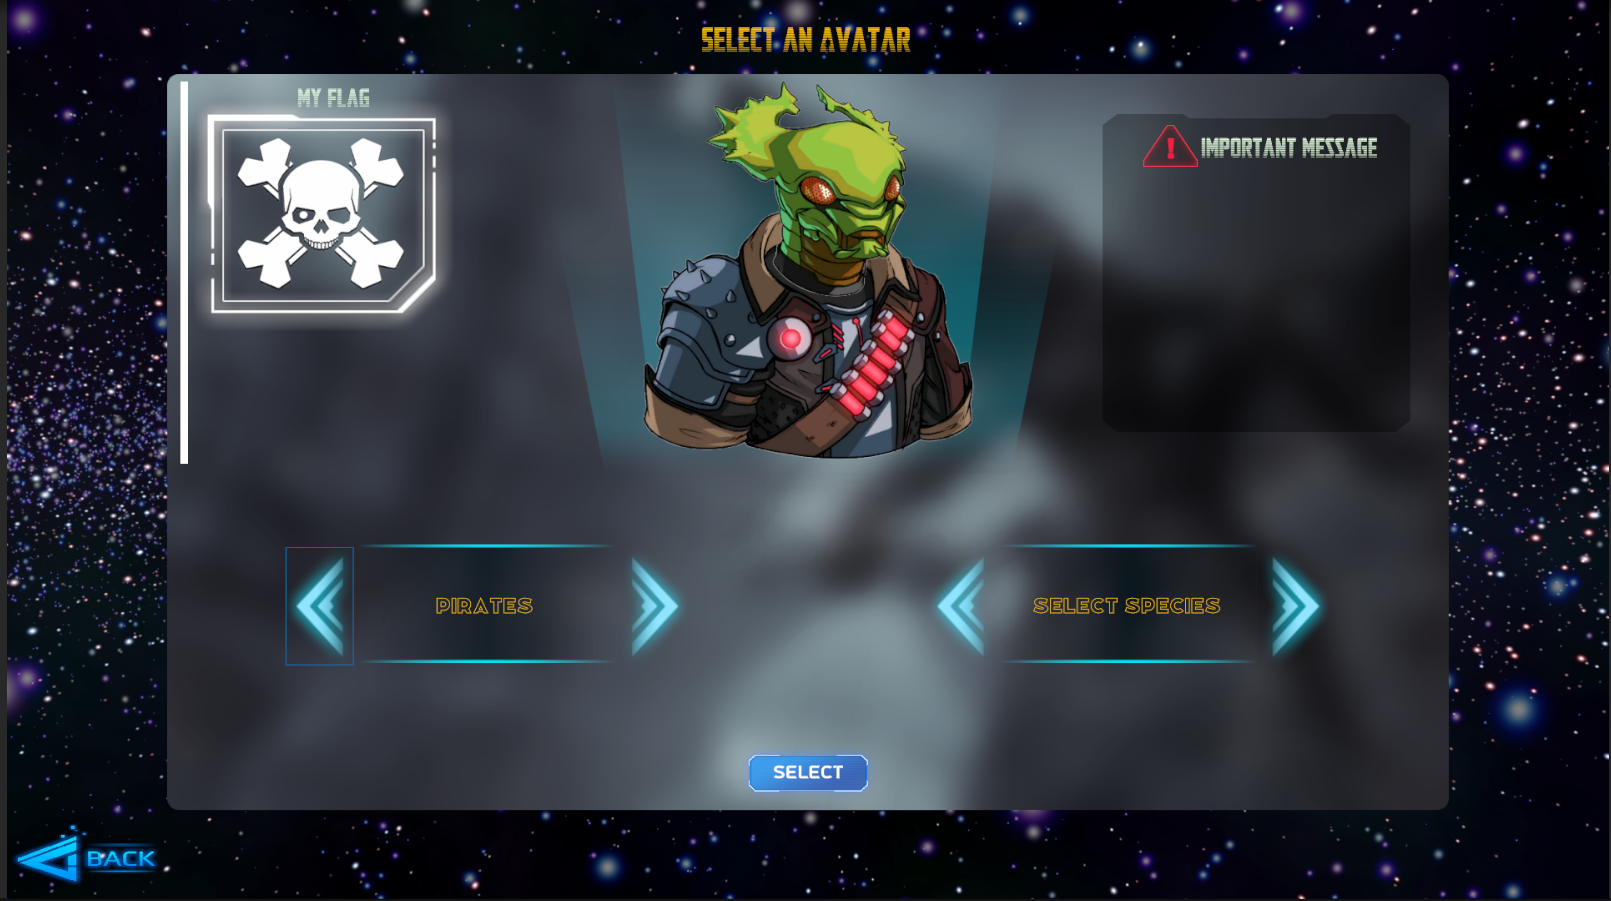 SELECT AN AVATAR
MY FLAG
IMPORTANT MESSAGE
PIRATES
SELECT SPECIES
SELECT
BACK